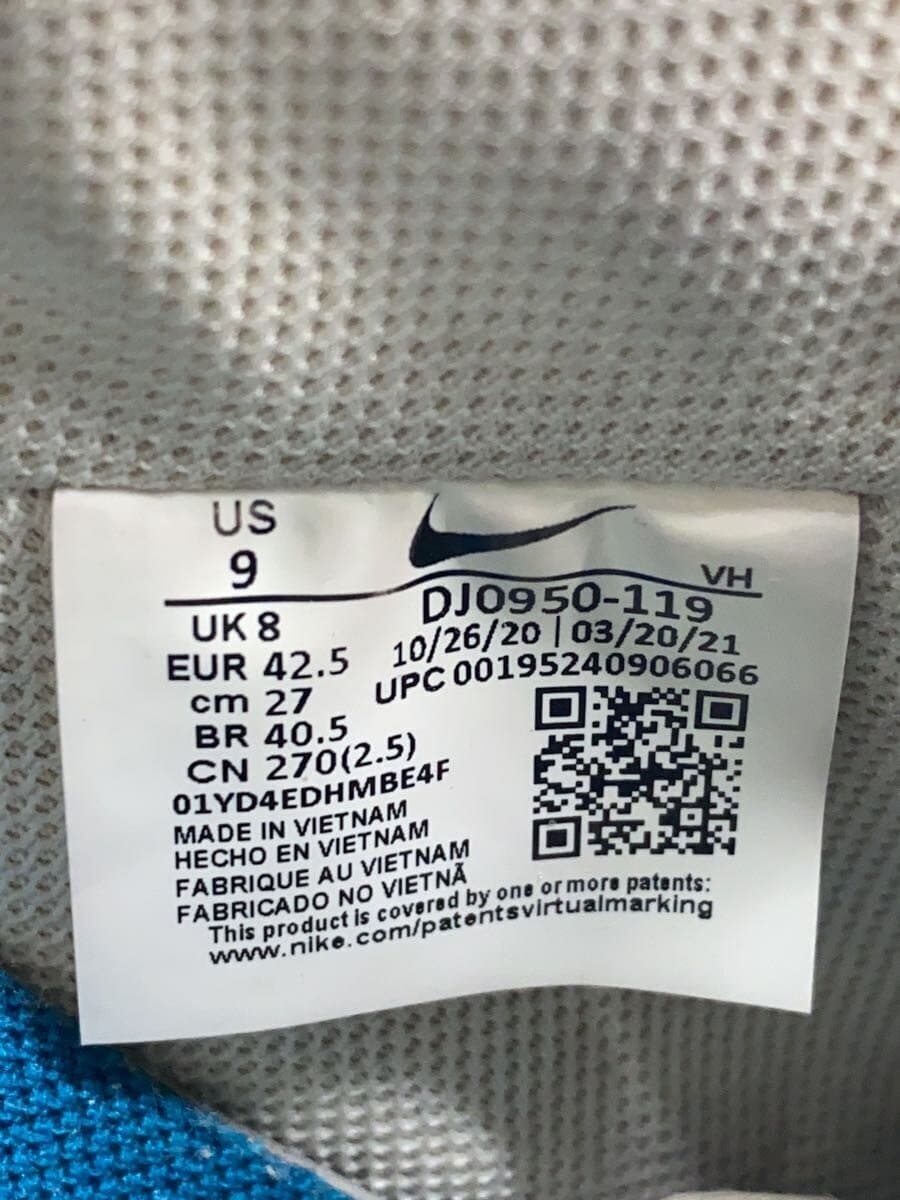 US
9
UK 8
EUR 42.5
cm 27
BR 40.5
CN 270(2.5)
01YD4EDHMBE4F
MADE IN VIETNAM
HECHO EN VIETNAM
FABRIQUE AU VIETNAM
FABRICADO NO VIETNÃ
VH
DJ0950-119
10/26/20 | 03/20/21
UPC 00195240906066
This product is covered by one or more patents:
www.nike.com/patentsvirtualmarking